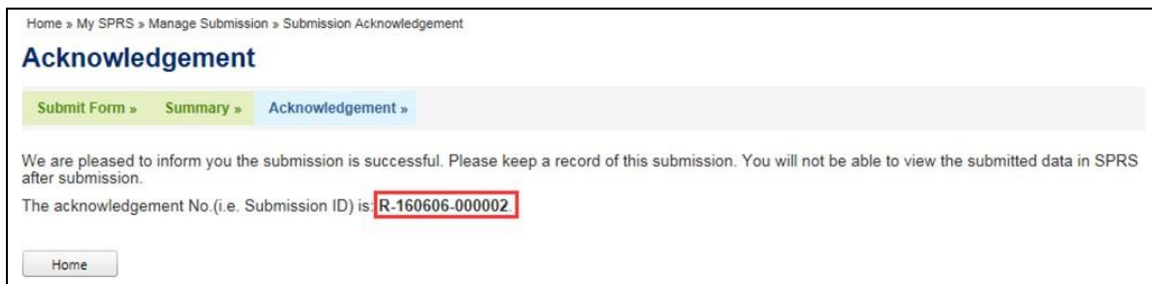 Home » My SPRS » Manage Submission » Submission Acknowledgement
Acknowledgement
Submit Form » Summary » Acknowledgement »
We are pleased to inform you the submission is successful. Please keep a record of this submission. You will not be able to view the submitted data in SPRS
after submission.
The acknowledgement No.(i.e. Submission ID) is: R-160606-000002.
Home